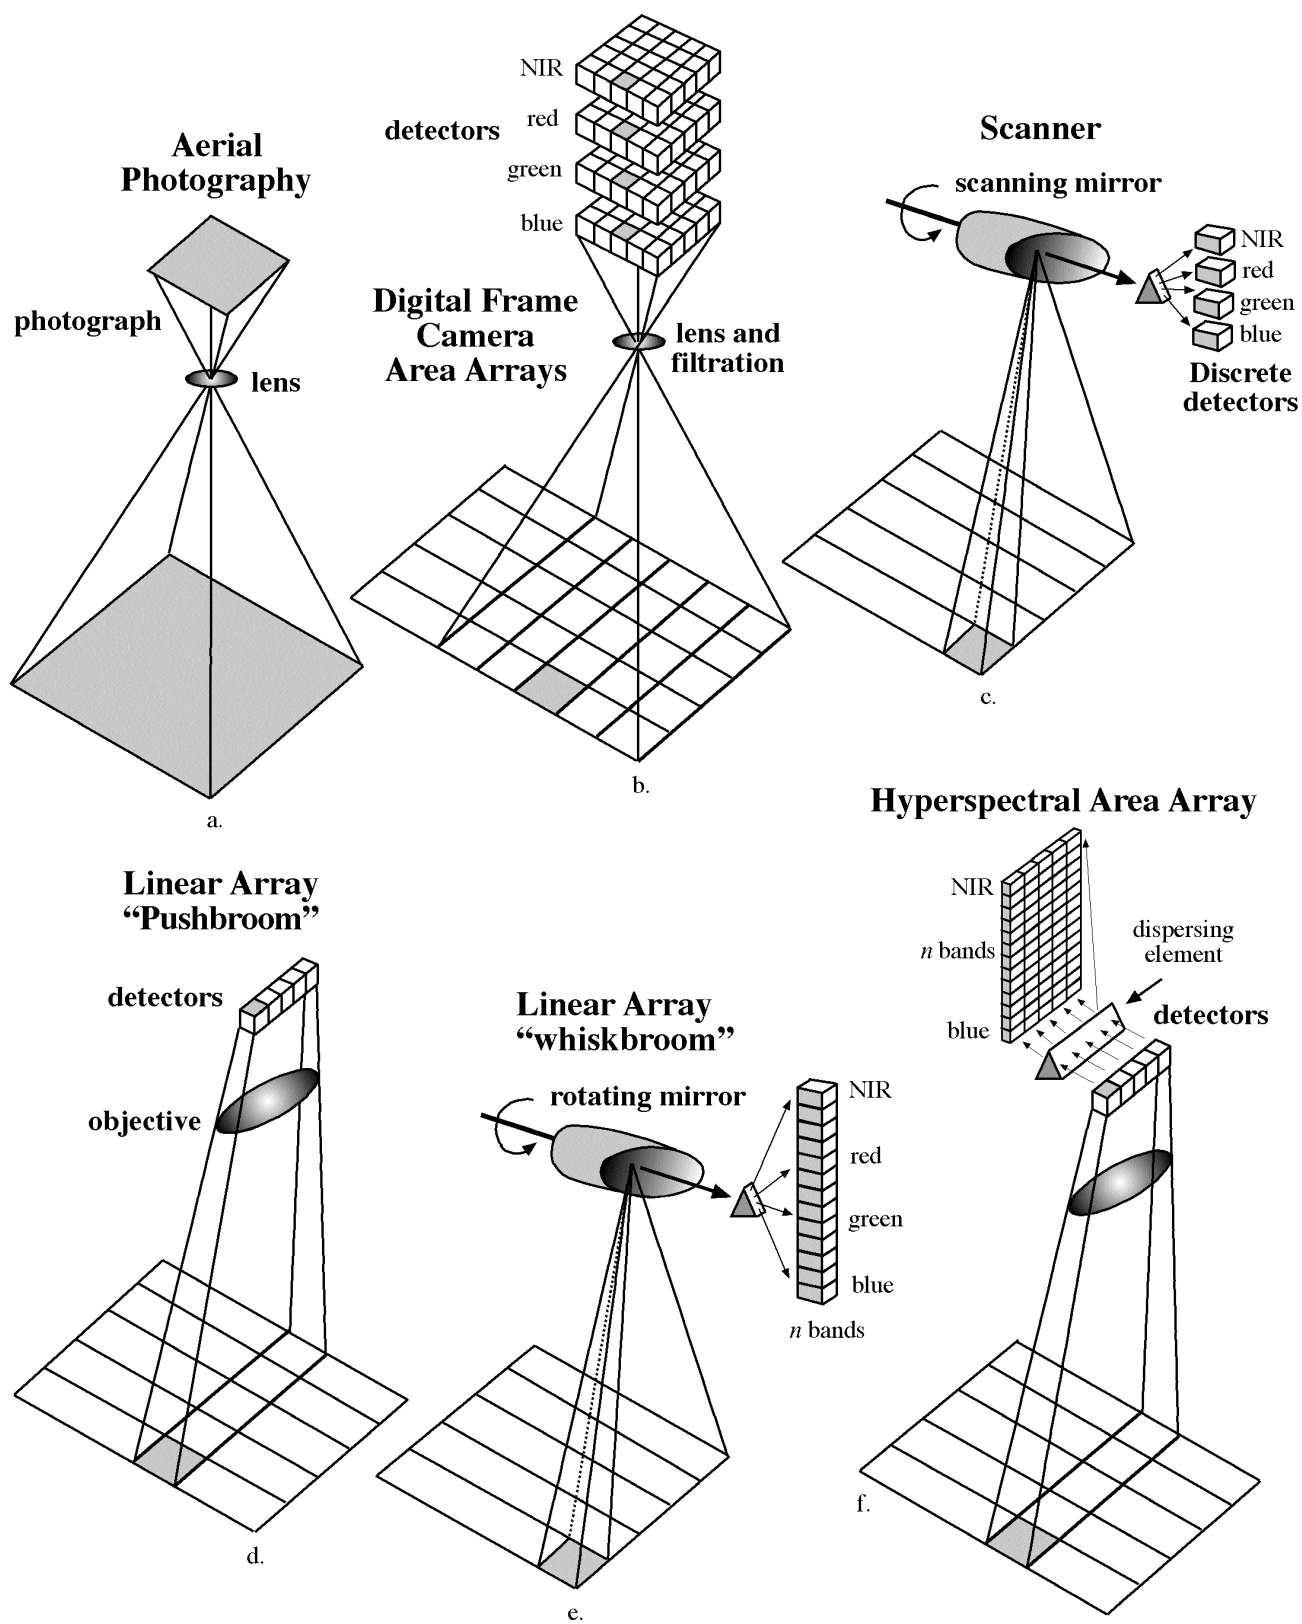 Aerial
Photography
photograph
lens
a.
NIR
red
detectors
green
blue
Digital Frame
Camera
Area Arrays
lens and
filtration
b.
Scanner
scanning mirror
NIR
red
green
blue
Discrete
detectors
c.
Linear Array
“Pushbroom”
detectors
objective
d.
Linear Array
“whiskbroom”
rotating mirror
NIR
red
green
blue
n bands
e.
Hyperspectral Area Array
NIR
n bands
blue
dispersing
element
detectors
f.